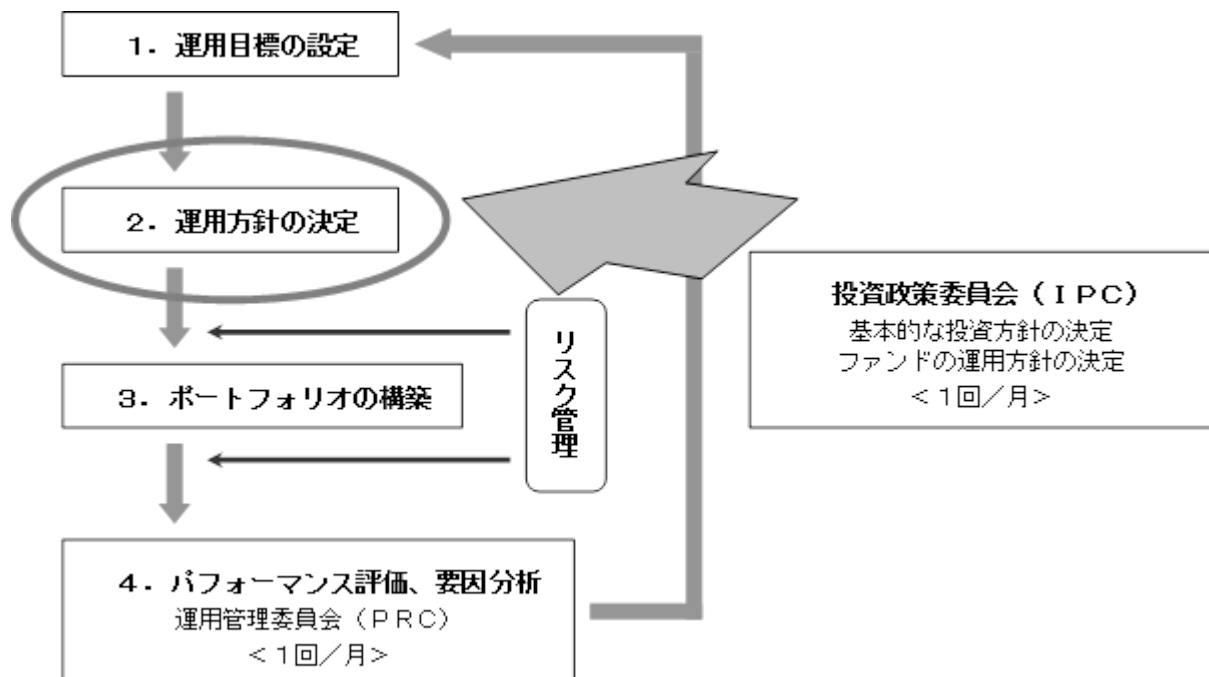 １．運用目標の設定
２．運用方針の決定
３．ポートフォリオの構築
リスク管理
４．パフォーマンス評価、要因分析
運用管理委員会（ＰＲＣ）
＜１回／月＞
投資政策委員会（ＩＰＣ）
基本的な投資方針の決定
ファンドの運用方針の決定
＜１回／月＞